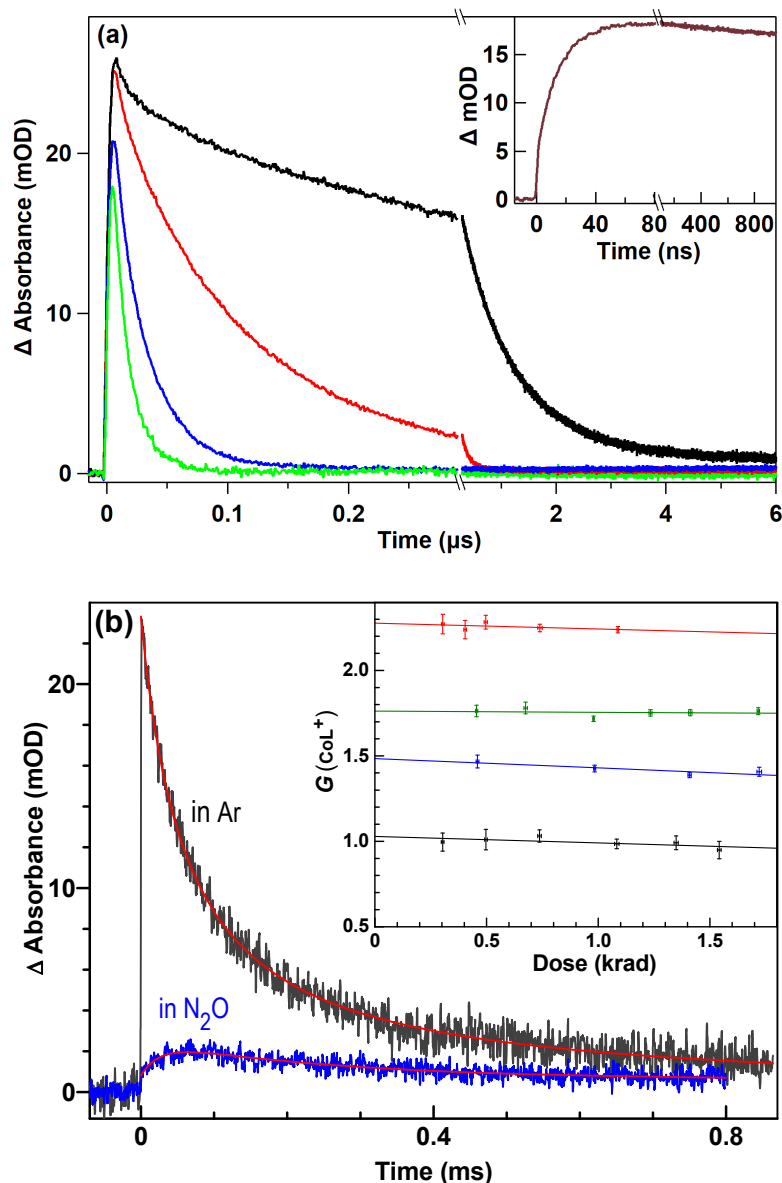 (a)
Δ Absorbance (mOD)
20
10
0
0
0.1
0.2
2
4
6
Time (µs)
Δ mOD
15
10
5
0
0
40
80
400
800
Time (ns)
(b)
Δ Absorbance (mOD)
20
10
0
in Ar
in N₂O
0
0.4
0.8
Time (ms)
G (CoL⁺)
2.0
1.5
1.0
0.5
0
0.5
1.0
1.5
Dose (krad)